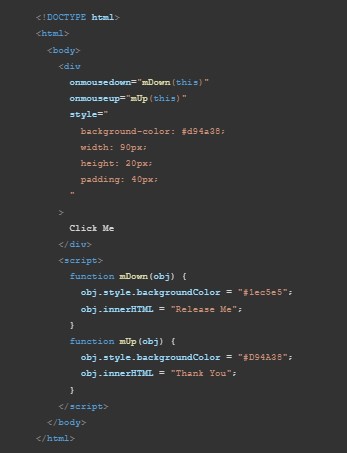 <!DOCTYPE html>
<html>
<body>
<div
onmousedown="mDown(this)"
onmouseup="mUp(this)"
style="
background-color: #d94a38;
width: 90px;
height: 20px;
padding: 40px;
"
>
Click Me
</div>
<script>
function mDown(obj) {
obj.style.backgroundColor = "#1ec5e5";
obj.innerHTML = "Release Me";
}
function mUp(obj) {
obj.style.backgroundColor = "#D94A38";
obj.innerHTML = "Thank You";
}
</script>
</body>
</html>